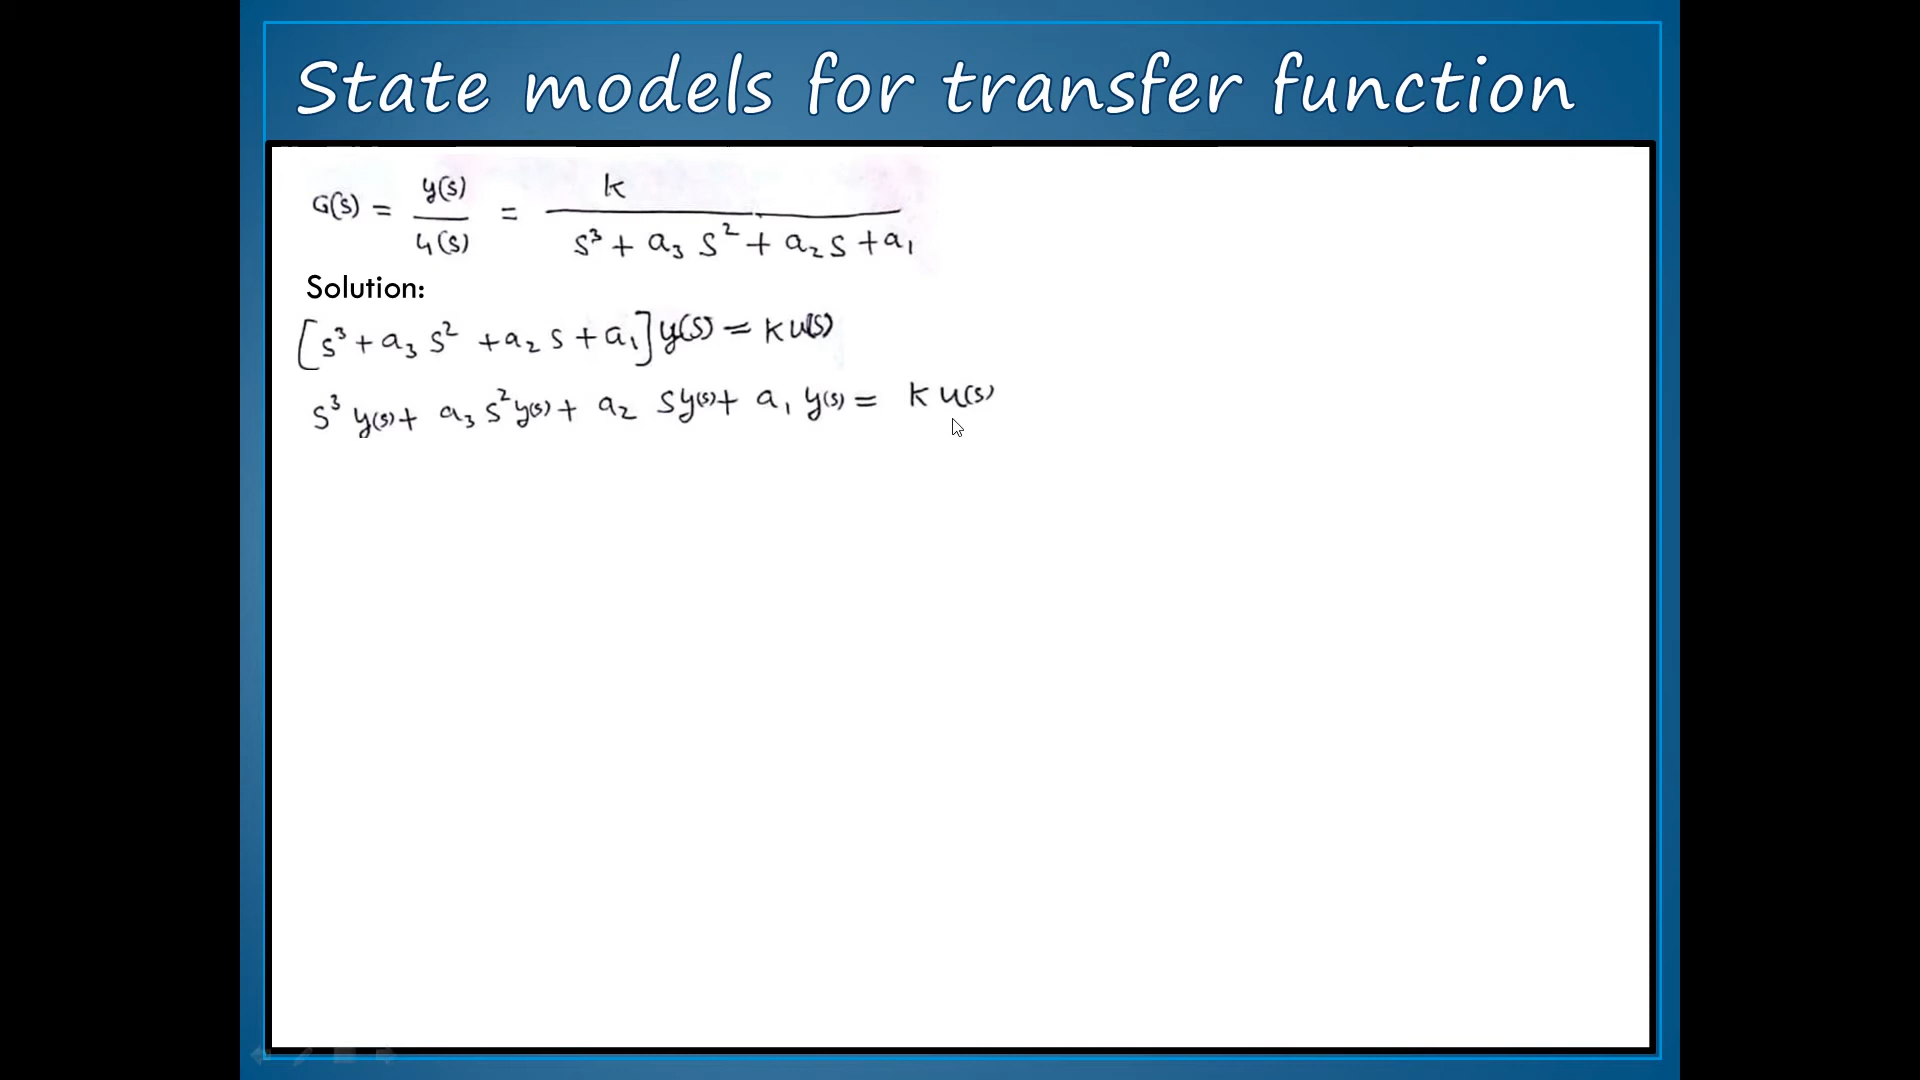 State models for transfer function
G(s) = y(s)/u(s) = k/(s³ + a₃ s² + a₂ s + a₁)
Solution:
[s³ + a₃ s² + a₂ s + a₁] y(s) = k u(s)
s³ y(s) + a₃ s² y(s) + a₂ s y(s) + a₁ y(s) = k u(s)